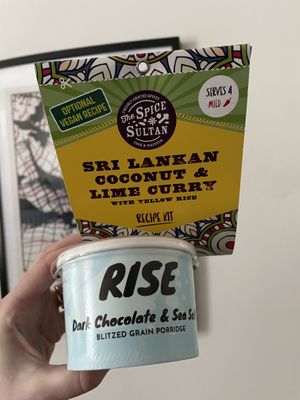 OPTIONAL
VEGAN RECIPE
The SPICE
SULTAN
SERVES 4
MILD
SRI LANKAN
COCONUT &
LIME CURRY
WITH YELLOW RICE
RECIPE KIT
RISE
Dark Chocolate & Sea
BLITZED GRAIN PORRIDGE